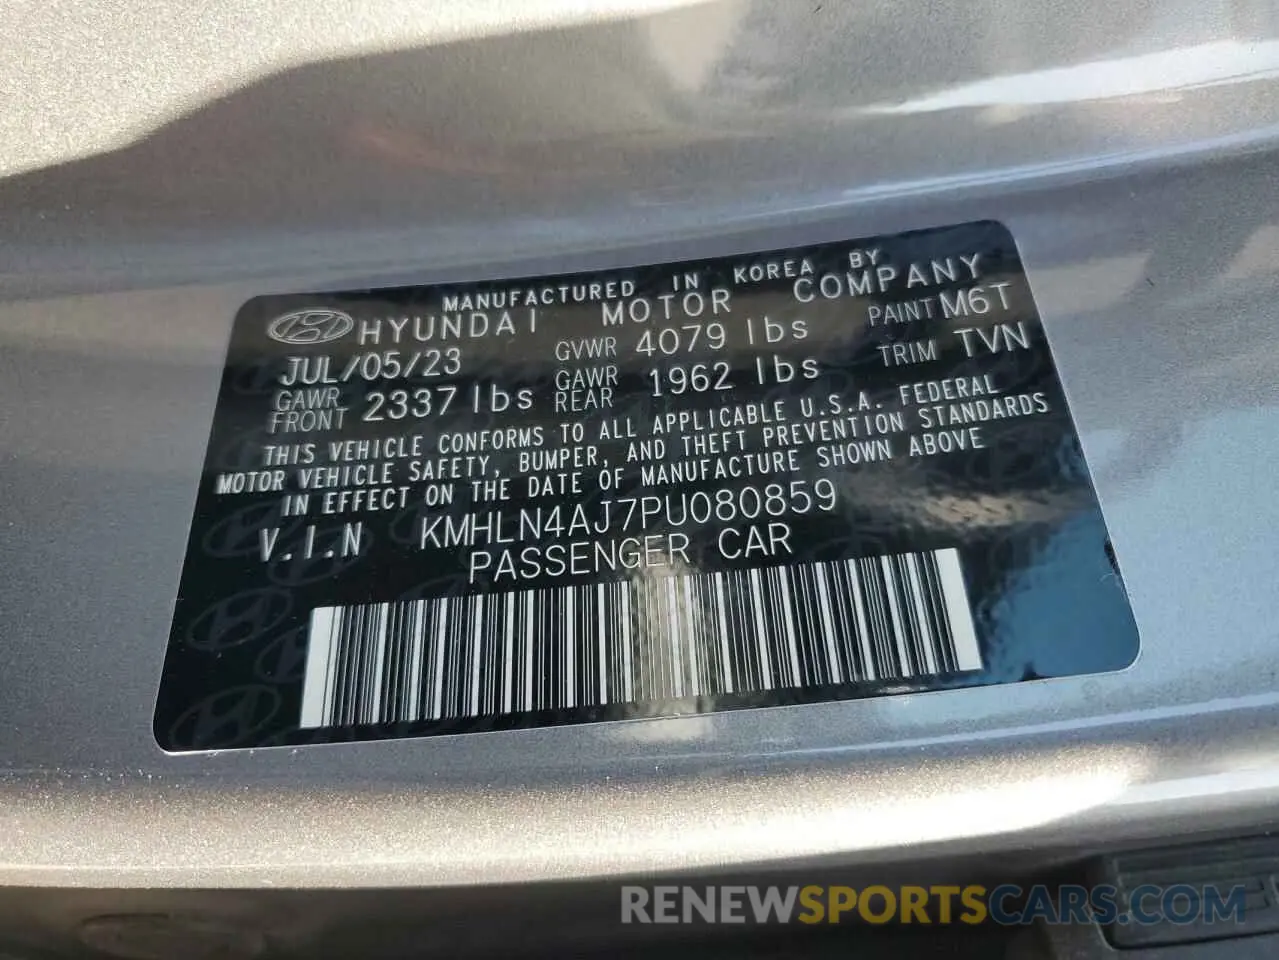 MANUFACTURED IN KOREA BY
HYUNDAI MOTOR COMPANY
JUL/05/23 GVWR 4079 lbs PAINT M6T
GAWR FRONT 2337 lbs GAWR REAR 1962 lbs TRIM TVN
THIS VEHICLE CONFORMS TO ALL APPLICABLE U.S.A. FEDERAL
MOTOR VEHICLE SAFETY, BUMPER, AND THEFT PREVENTION STANDARDS
IN EFFECT ON THE DATE OF MANUFACTURE SHOWN ABOVE
V.I.N KMHLN4AJ7PU080859
PASSENGER CAR
RENEWSPORTSCARS.COM